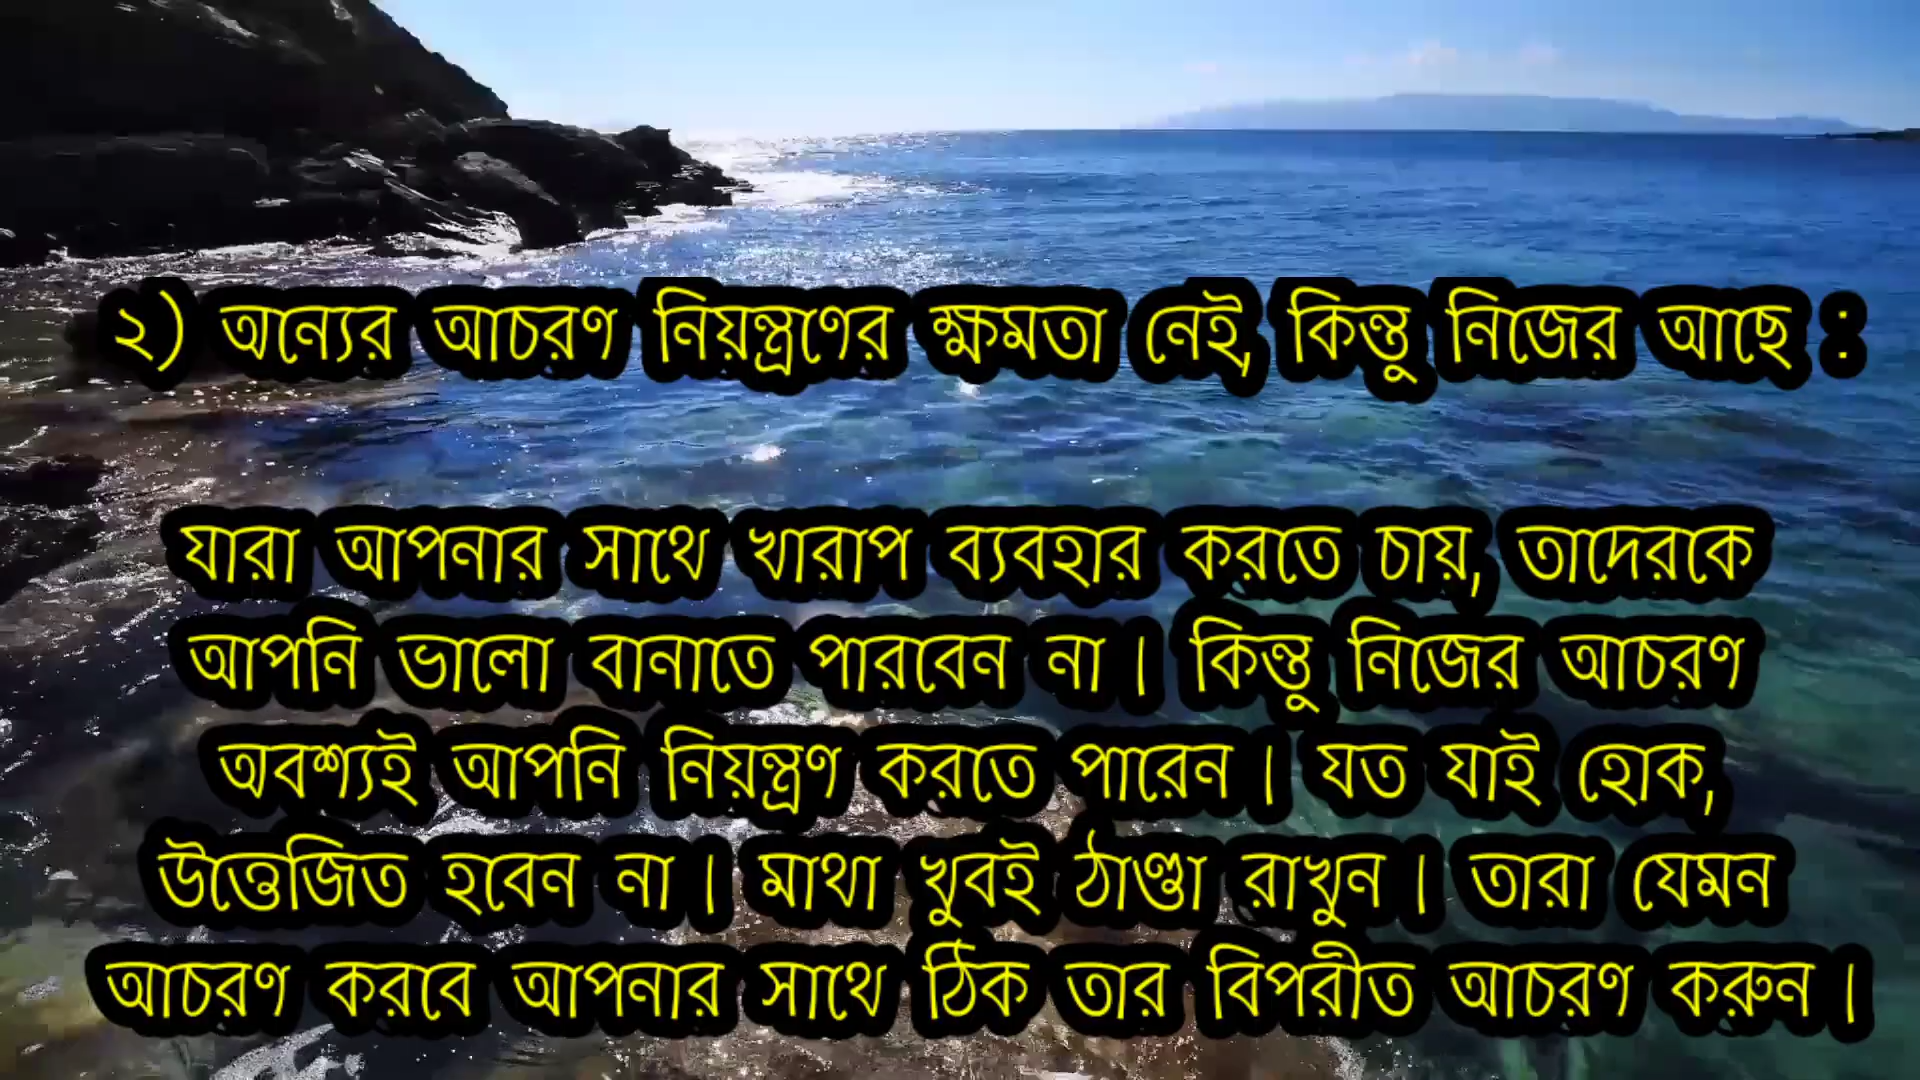 ২) অন্যের আচরণ নিয়ন্ত্রণের ক্ষমতা নেই, কিন্তু নিজের আছে :
যারা আপনার সাথে খারাপ ব্যবহার করতে চায়, তাদেরকে
আপনি ভালো বানাতে পারবেন না। কিন্তু নিজের আচরণ
অবশ্যই আপনি নিয়ন্ত্রণ করতে পারেন। যত যাই হোক,
উত্তেজিত হবেন না। মাথা খুবই ঠাণ্ডা রাখুন। তারা যেমন
আচরণ করবে আপনার সাথে ঠিক তার বিপরীত আচরণ করুন।